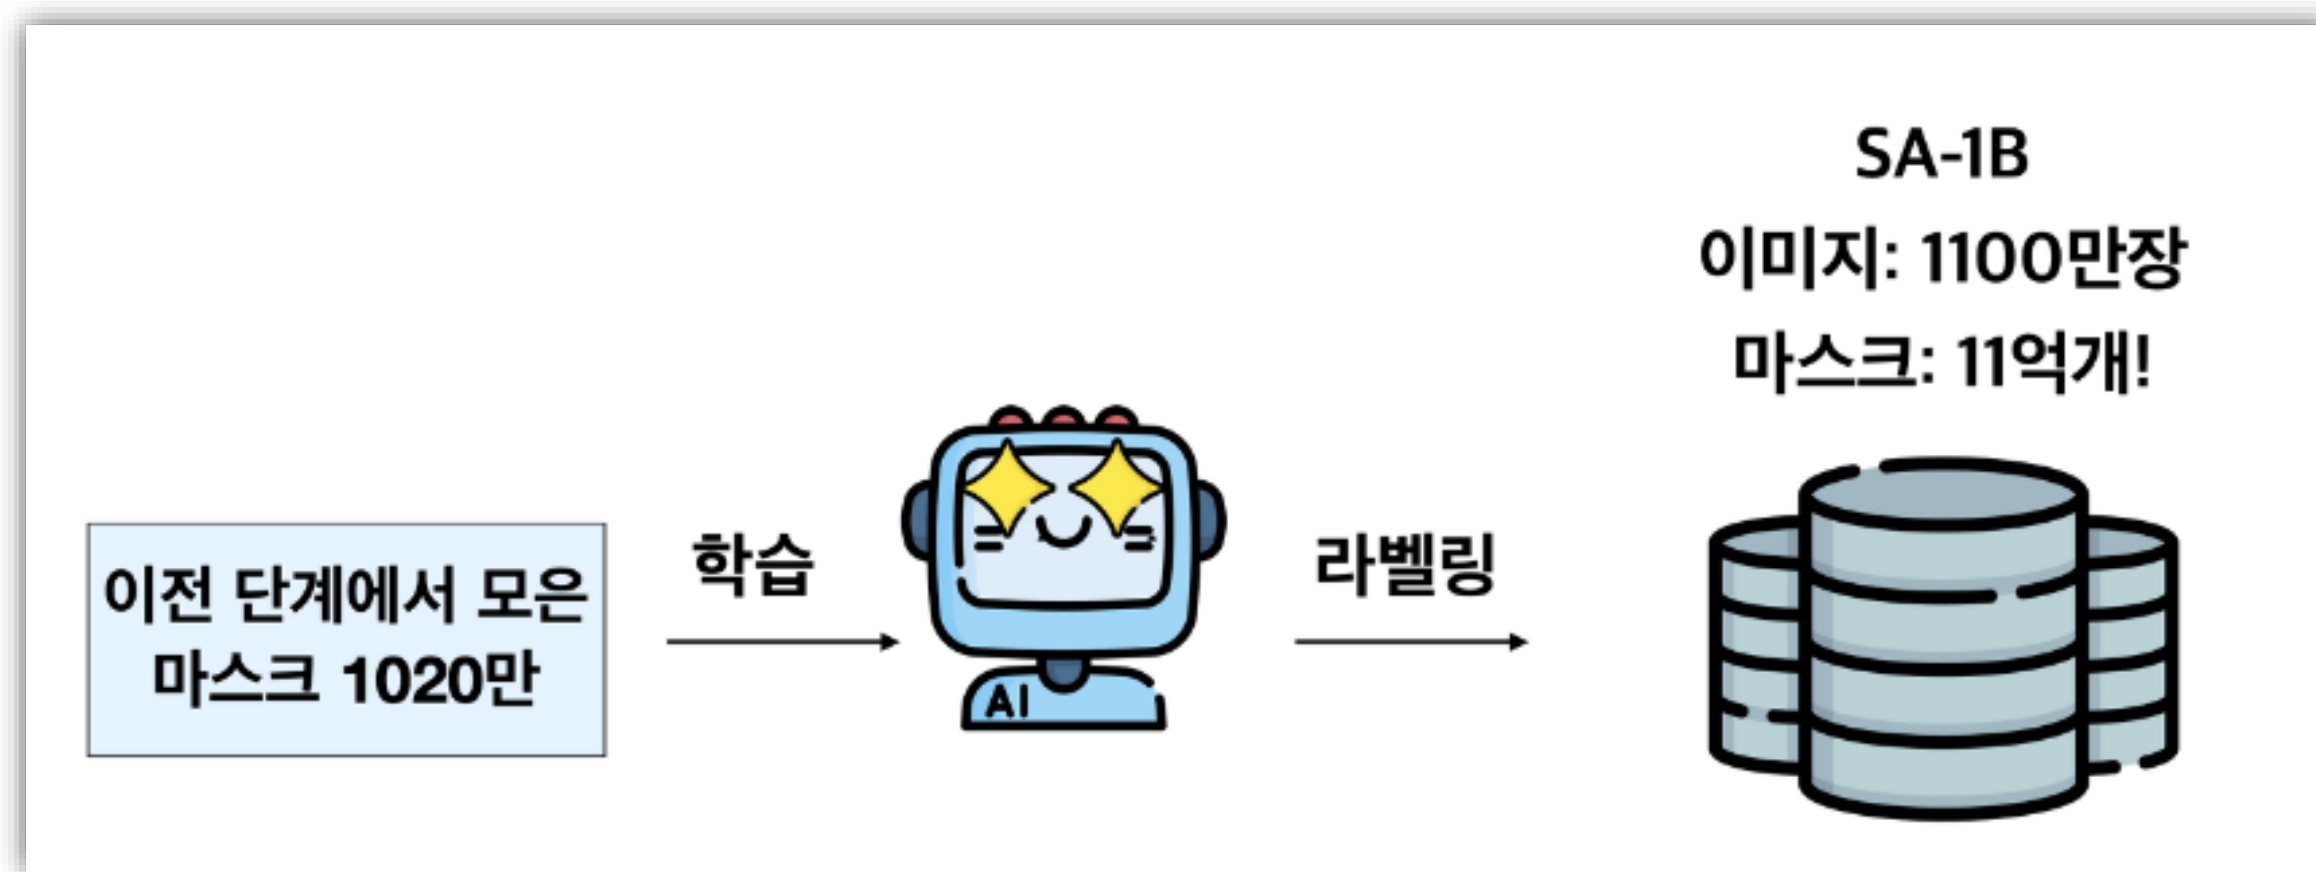 SA-1B
이미지: 1100만장
마스크: 11억개!
이전 단계에서 모은
마스크 1020만
학습
AI
라벨링